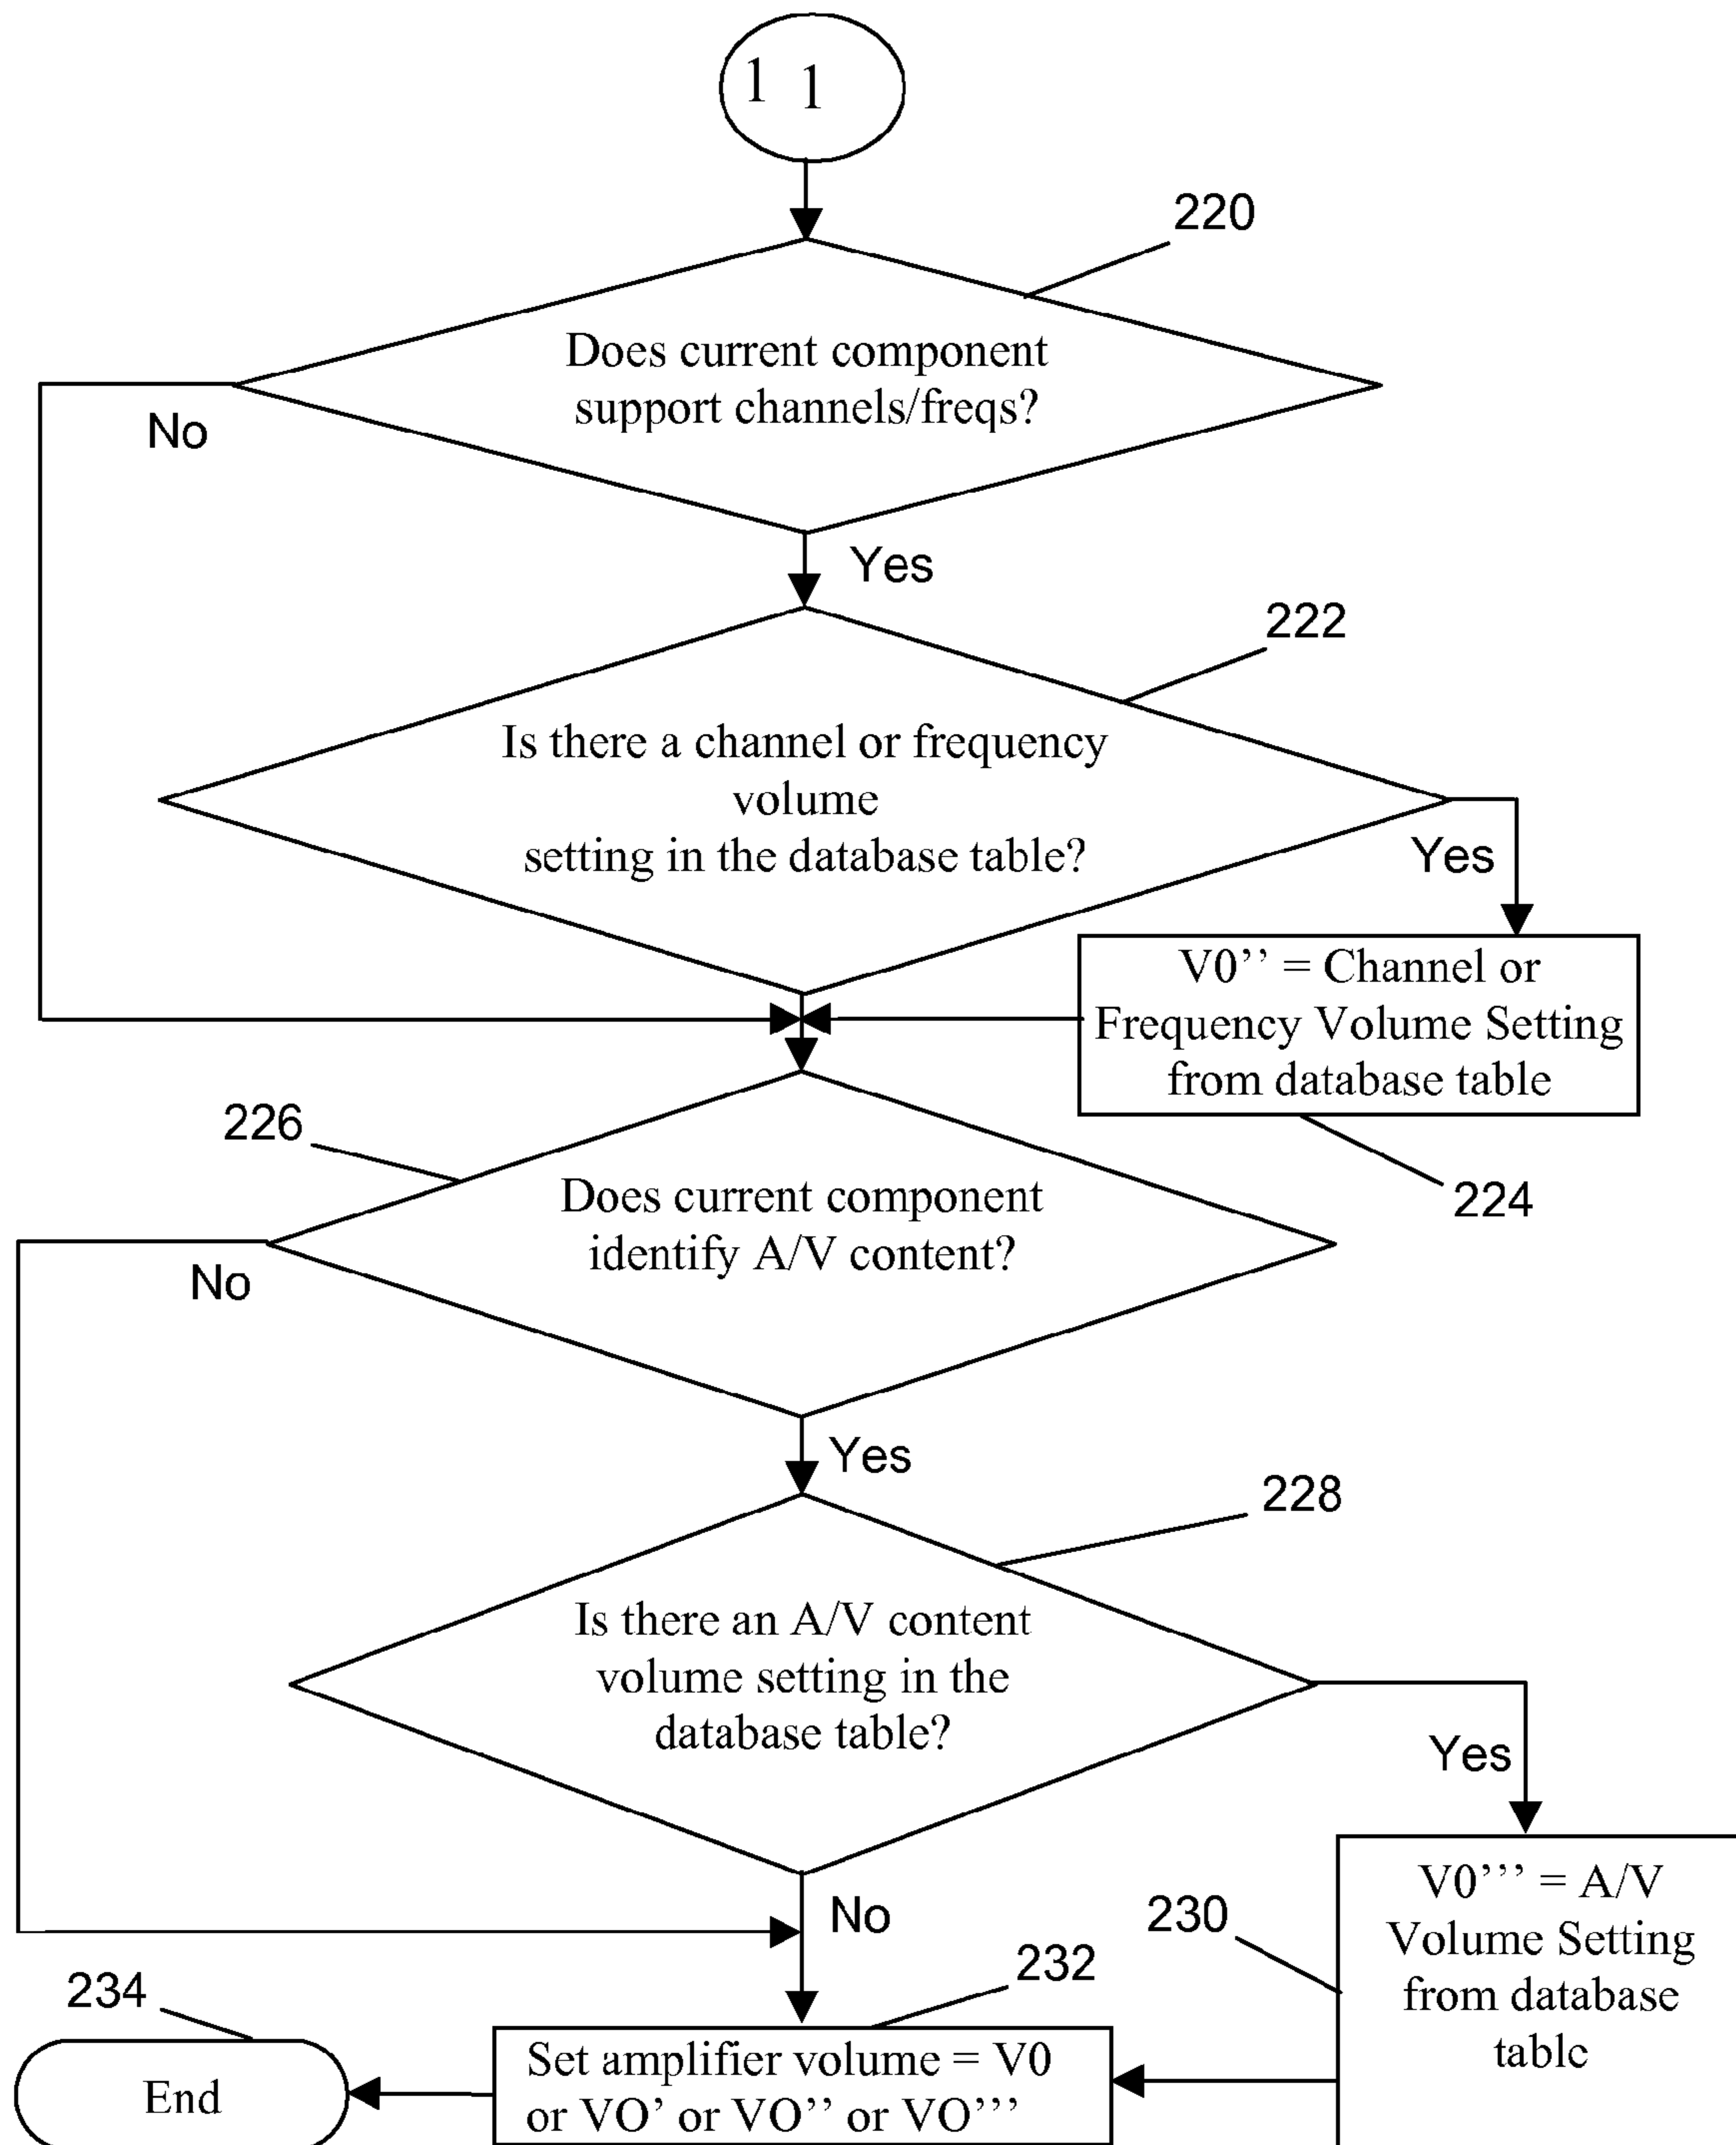 1 1
220
Does current component
support channels/freqs?
No
Yes
222
Is there a channel or frequency
volume
setting in the database table?
Yes
V0’’ = Channel or
Frequency Volume Setting
from database table
224
226
Does current component
identify A/V content?
No
Yes
228
Is there an A/V content
volume setting in the
database table?
Yes
No
230
V0’’’ = A/V
Volume Setting
from database
table
232
Set amplifier volume = V0
or VO' or VO'' or VO'''
234
End